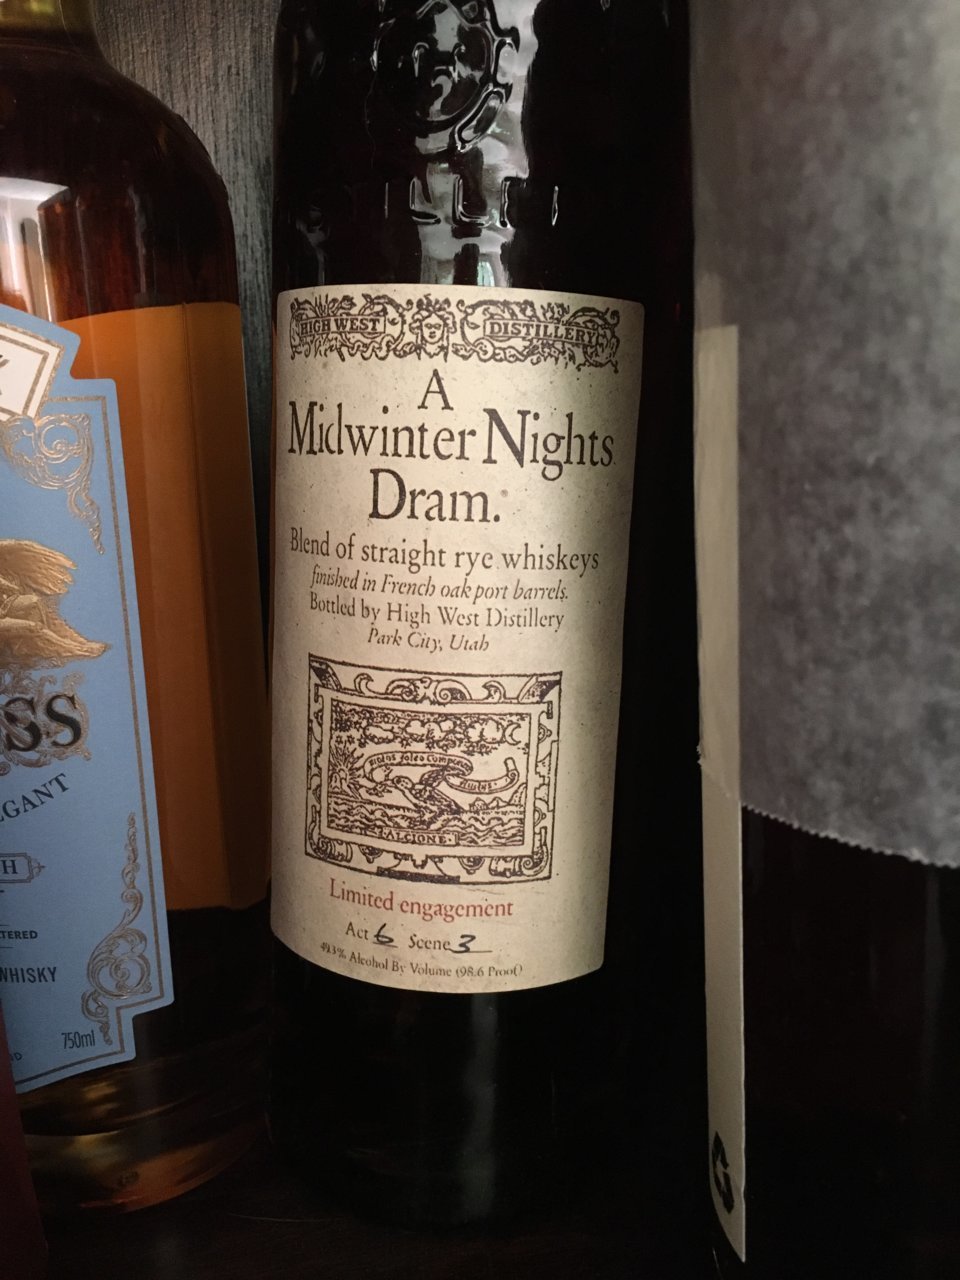 HIGH WEST DISTILLERY
A
Midwinter Nights
Dram.
Blend of straight rye whiskeys
finished in French oak port barrels.
Bottled by High West Distillery
Park City, Utah
ALCIONE
Limited engagement
Act 6 Scene 3
49.3% Alcohol By Volume (98.6 Proof)
SS
GANT
H
TERED
WHISKY
750ml